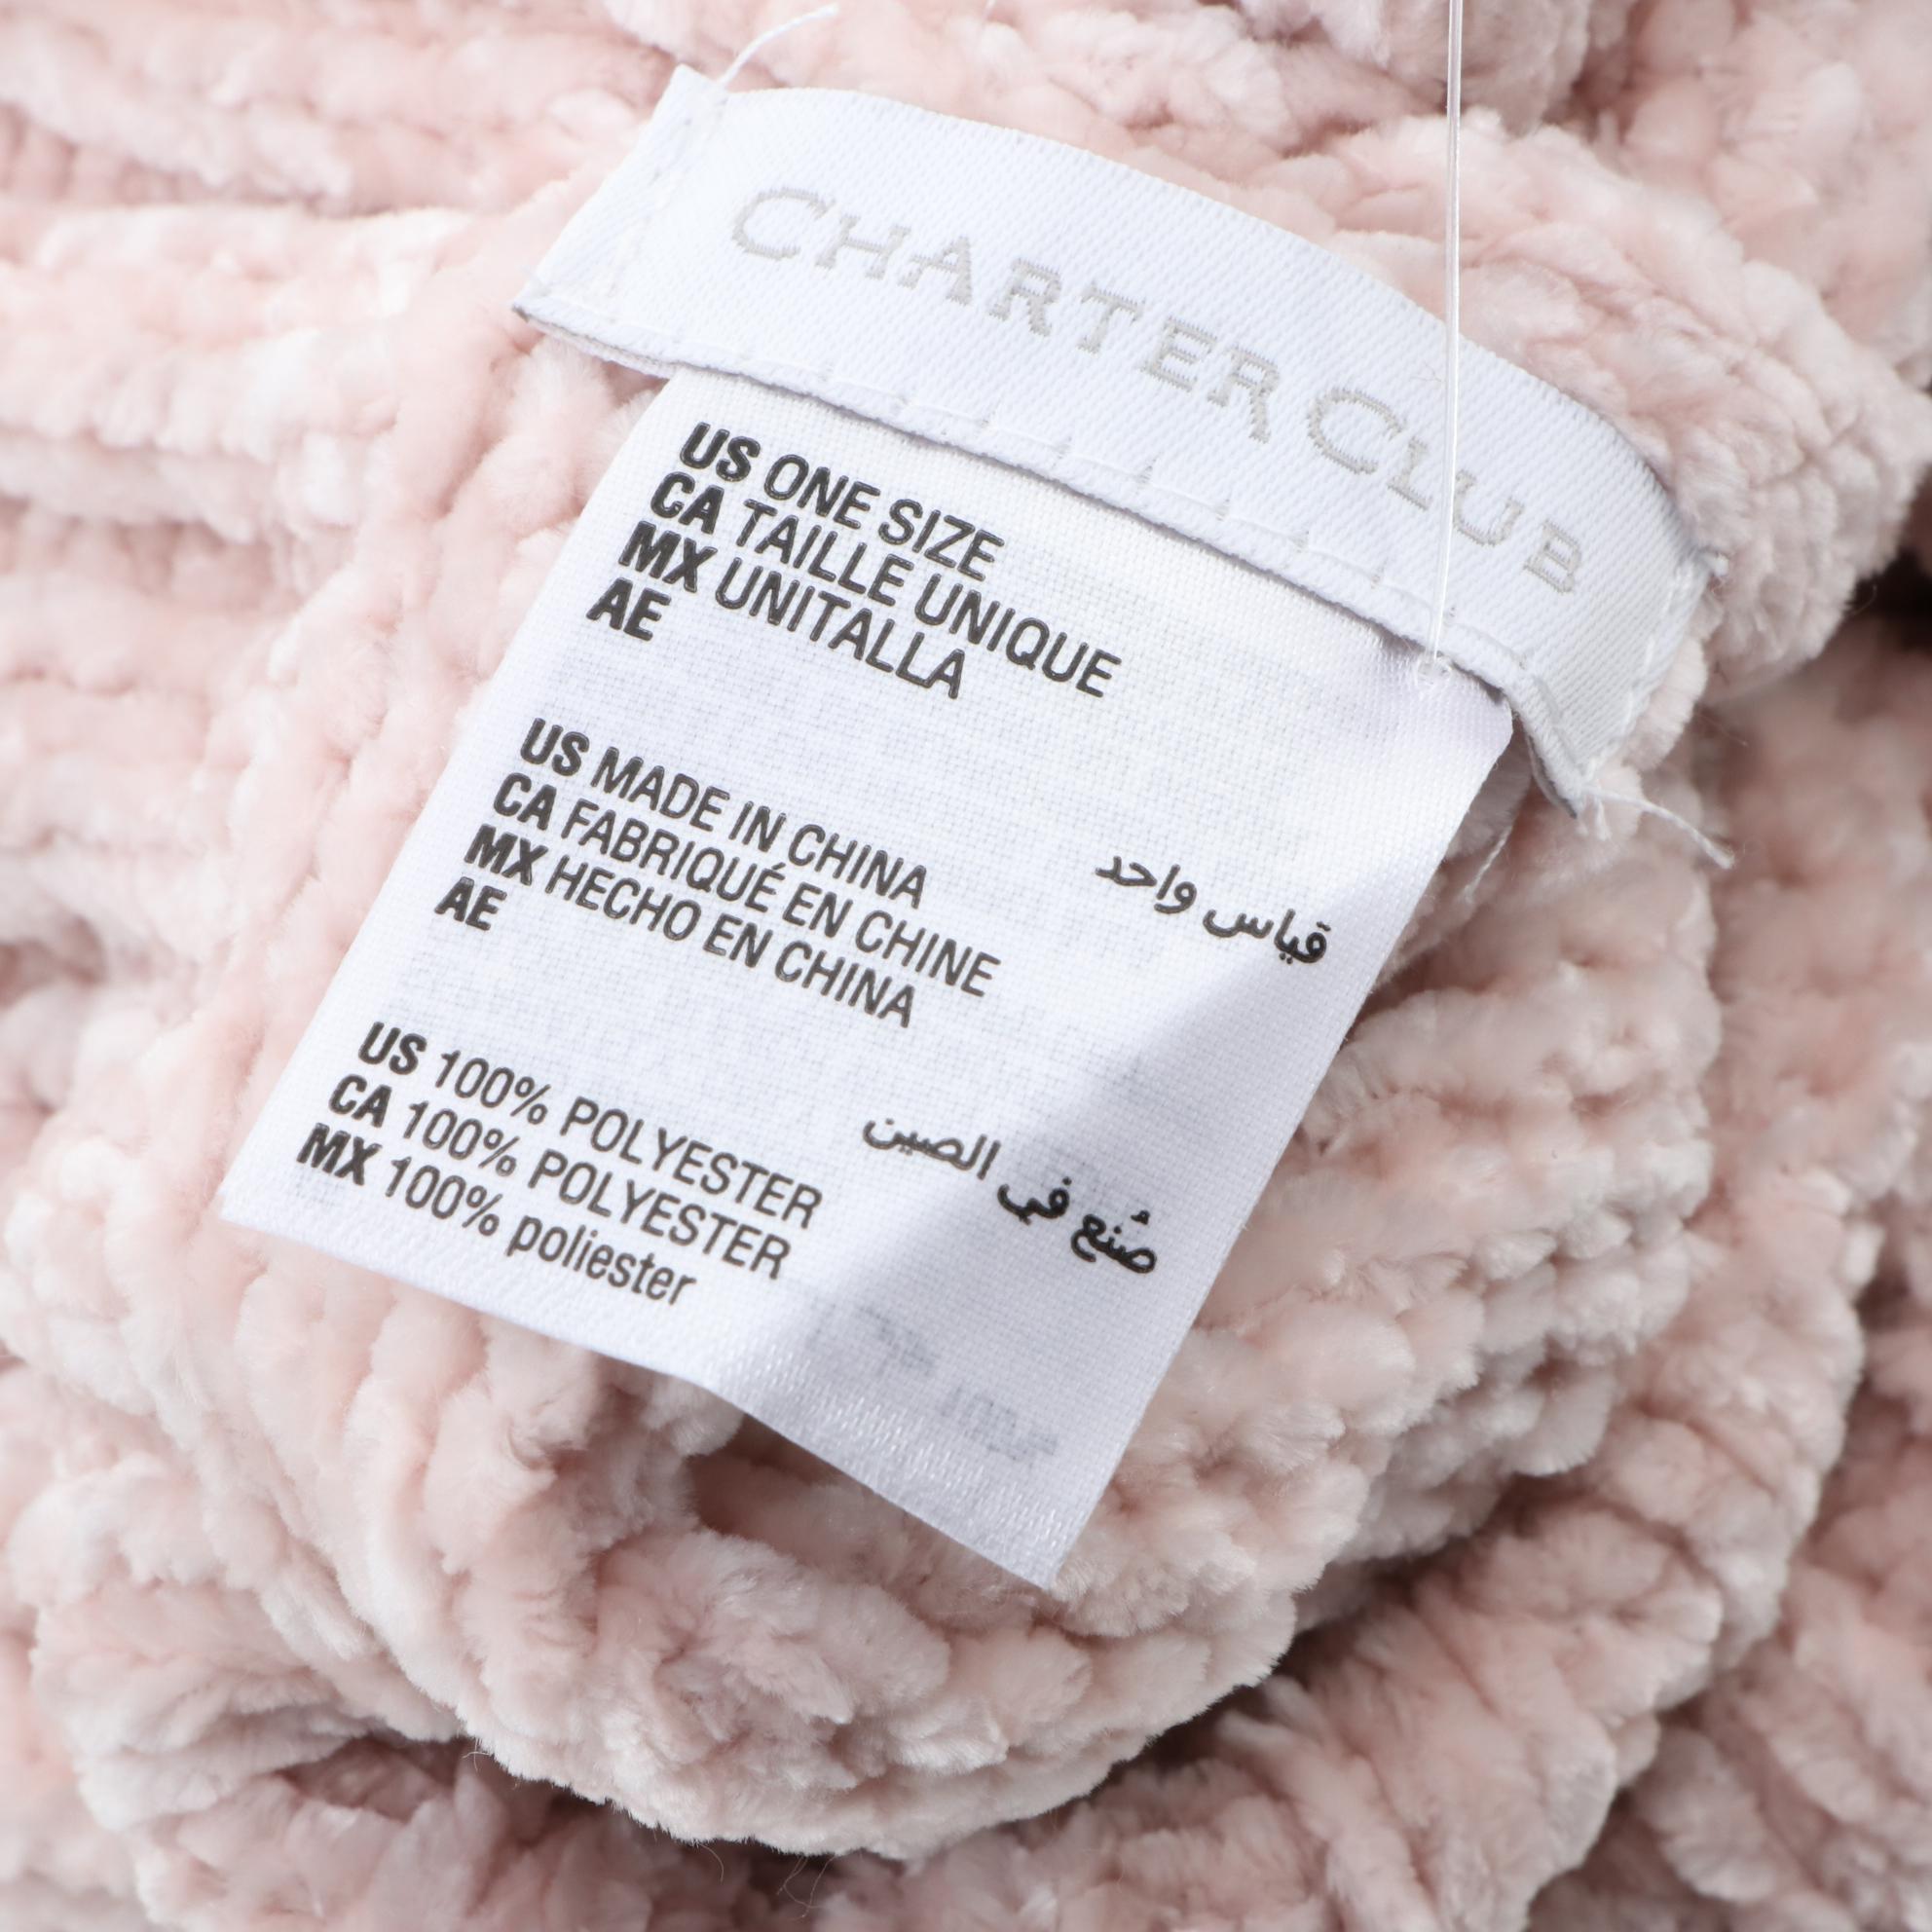 CHARTER CLUB
US ONE SIZE
CA TAILLE UNIQUE
MX UNITALLA
AE
قياس واحد
US MADE IN CHINA
CA FABRIQUÉ EN CHINE
MX HECHO EN CHINA
AE
صُنع في الصين
US 100% POLYESTER
CA 100% POLYESTER
MX 100% poliester